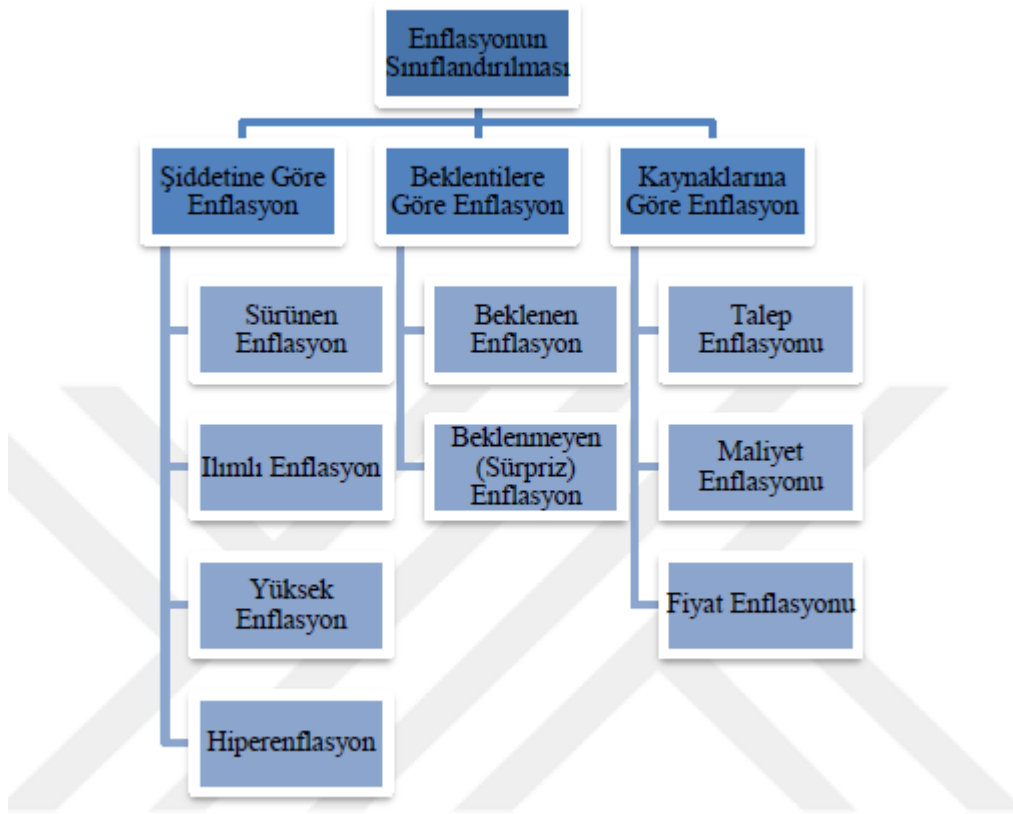 Enflasyonun
Sınıflandırılması
Şiddetine Göre
Enflasyon
Sürünen
Enflasyon
Ilımlı Enflasyon
Yüksek
Enflasyon
Hiperenflasyon
Beklentilere
Göre Enflasyon
Beklenen
Enflasyon
Beklenmeyen
(Sürpriz)
Enflasyon
Kaynaklarına
Göre Enflasyon
Talep
Enflasyonu
Maliyet
Enflasyonu
Fiyat Enflasyonu